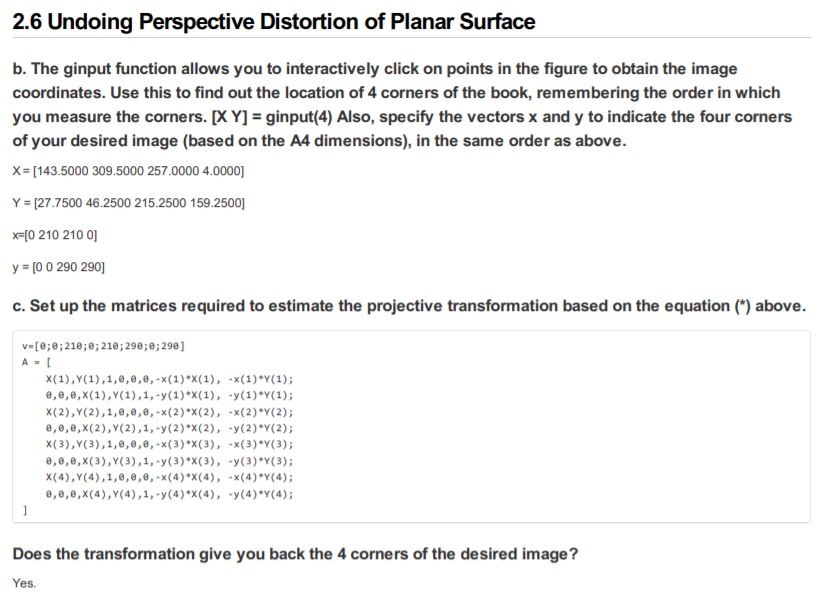 2.6 Undoing Perspective Distortion of Planar Surface
b. The ginput function allows you to interactively click on points in the figure to obtain the image
coordinates. Use this to find out the location of 4 corners of the book, remembering the order in which
you measure the corners. [X Y] = ginput(4) Also, specify the vectors x and y to indicate the four corners
of your desired image (based on the A4 dimensions), in the same order as above.
X= [143.5000 309.5000 257.0000 4.0000]
Y = [27.7500 46.2500 215.2500 159.2500]
x=[0 210 210 0]
y = [0 0 290 290]
c. Set up the matrices required to estimate the projective transformation based on the equation (*) above.
v=[0;0;210;0;210;290;0;290]
A = [
X(1),Y(1),1,0,0,0,-x(1)*X(1), -x(1)*Y(1);
0,0,0,X(1),Y(1),1,-y(1)*X(1), -y(1)*Y(1);
X(2),Y(2),1,0,0,0,-x(2)*X(2), -x(2)*Y(2);
0,0,0,X(2),Y(2),1,-y(2)*X(2), -y(2)*Y(2);
X(3),Y(3),1,0,0,0,-x(3)*X(3), -x(3)*Y(3);
0,0,0,X(3),Y(3),1,-y(3)*X(3), -y(3)*Y(3);
X(4),Y(4),1,0,0,0,-x(4)*X(4), -x(4)*Y(4);
0,0,0,X(4),Y(4),1,-y(4)*X(4), -y(4)*Y(4);
]
Does the transformation give you back the 4 corners of the desired image?
Yes.